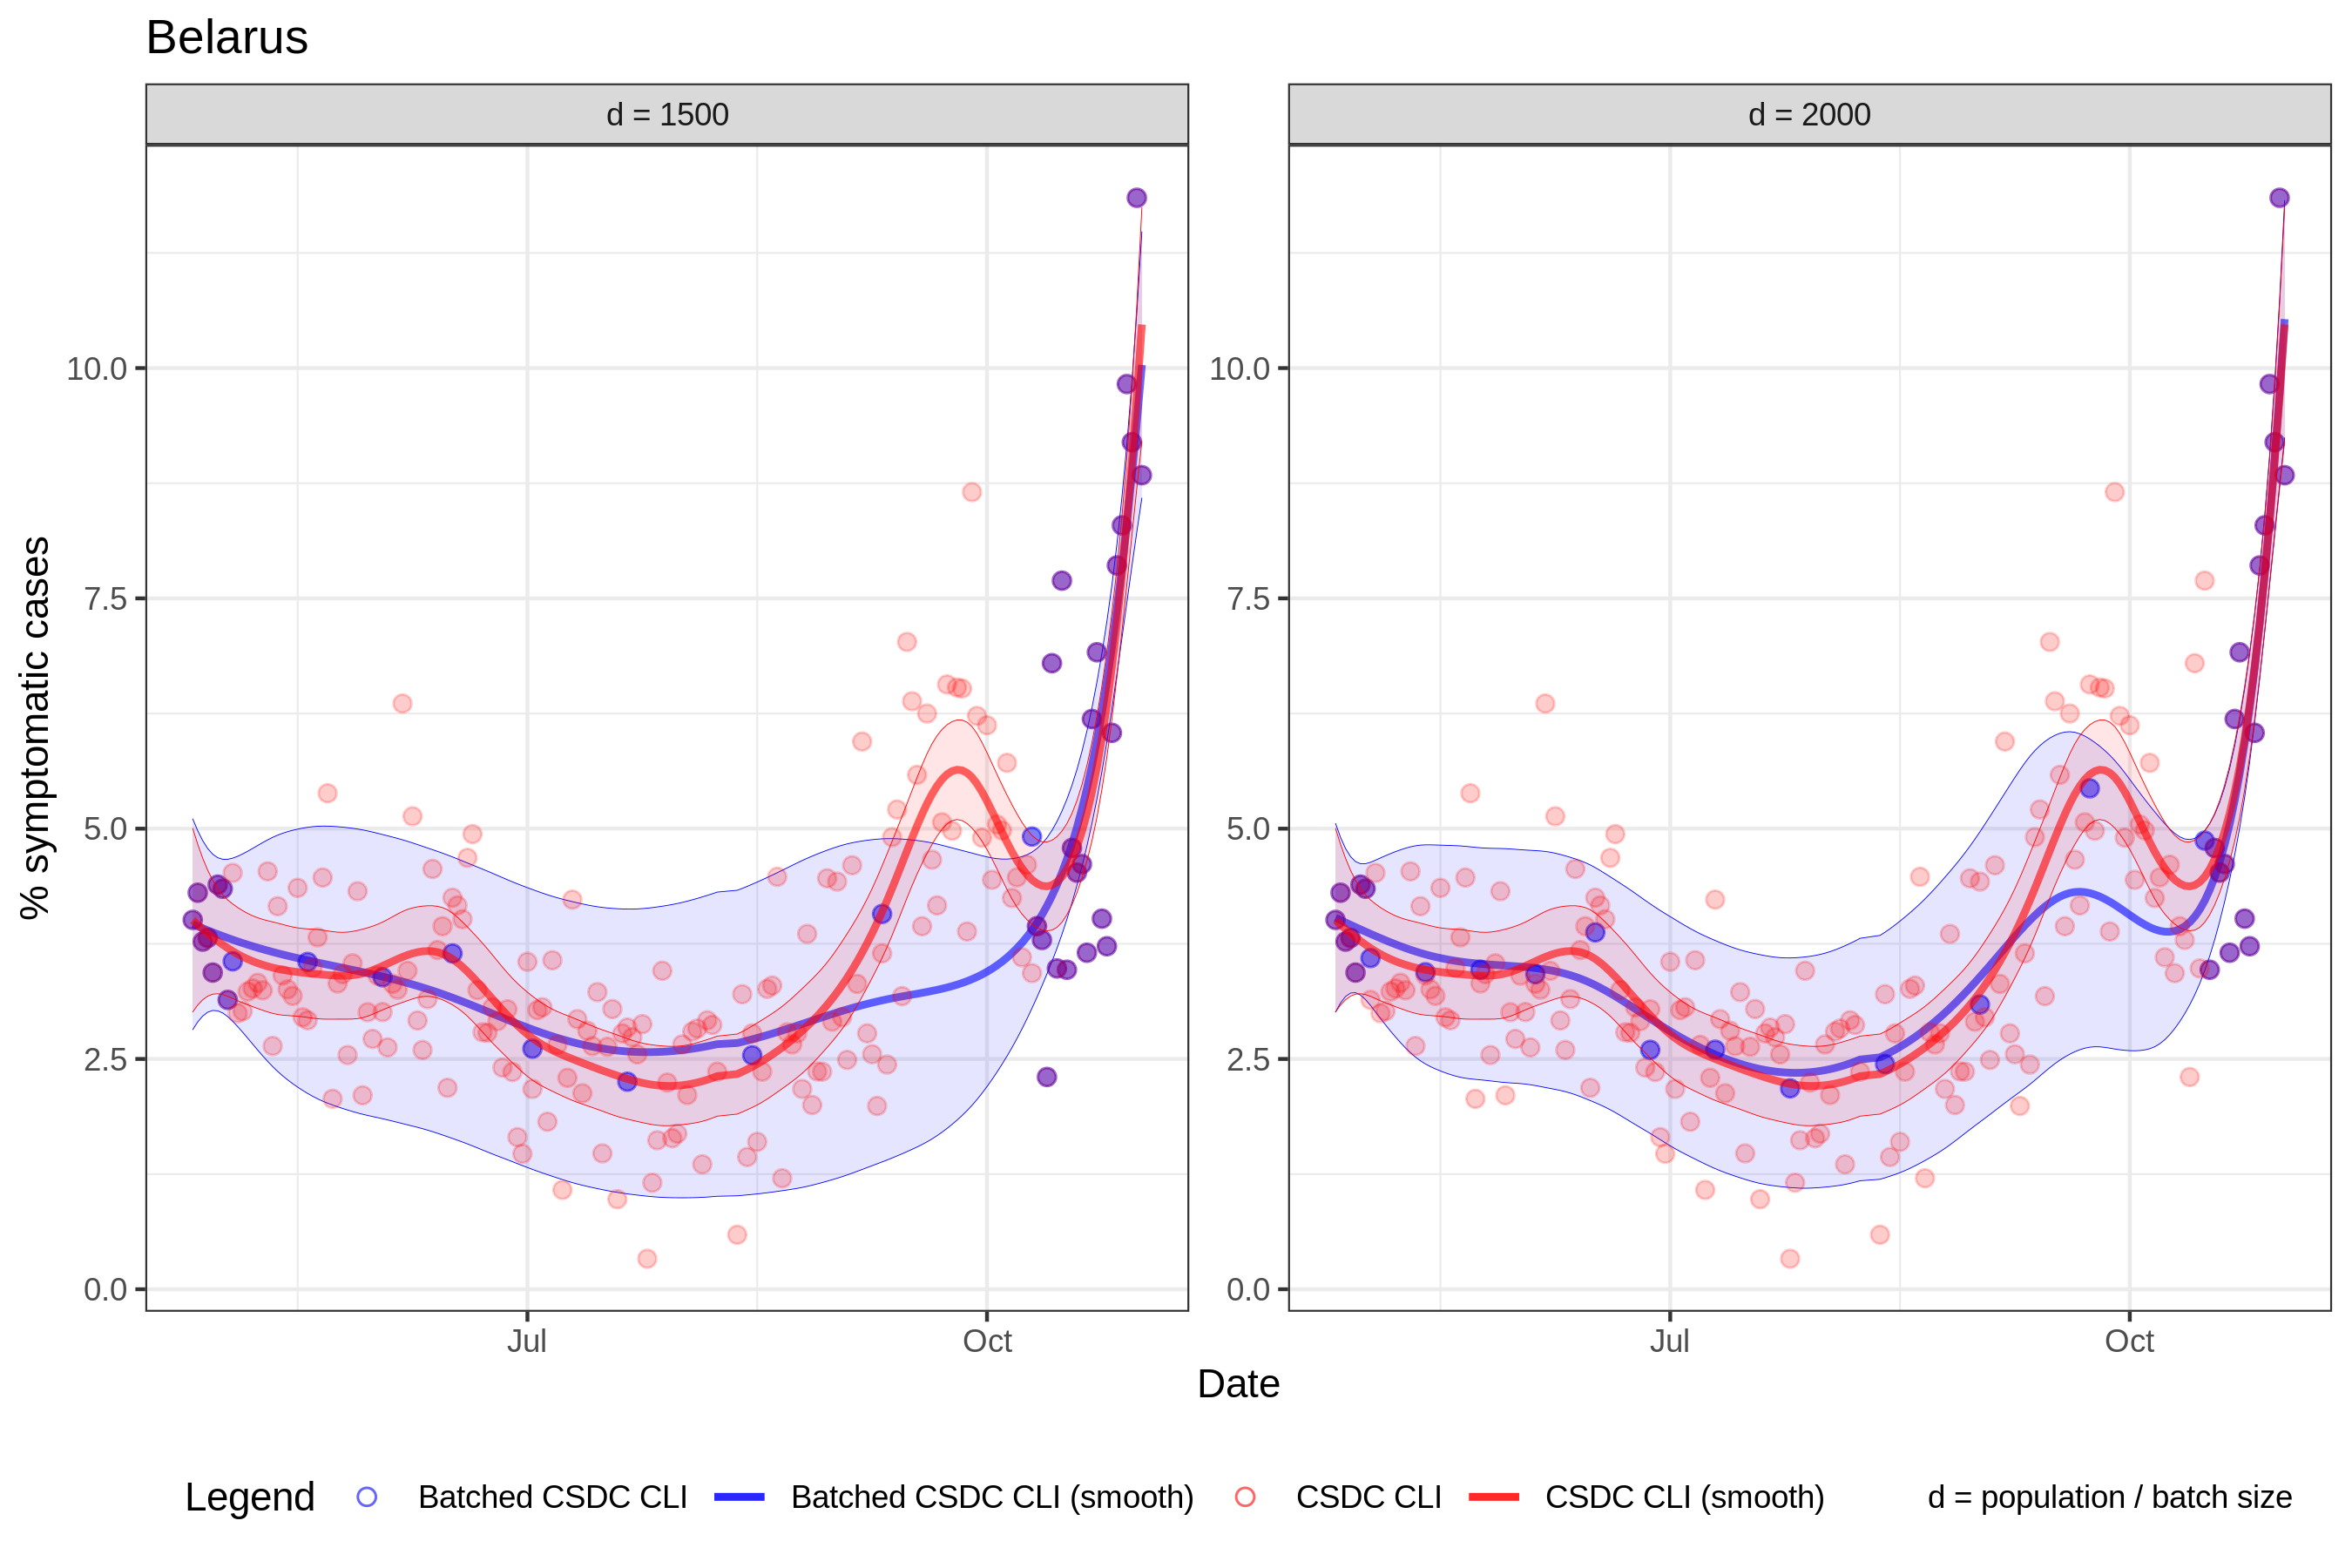 Belarus
d = 1500
d = 2000
% symptomatic cases
10.0
7.5
5.0
2.5
0.0
10.0
7.5
5.0
2.5
0.0
Jul
Oct
Jul
Oct
Date
Legend
Batched CSDC CLI
Batched CSDC CLI (smooth)
CSDC CLI
CSDC CLI (smooth)
d = population / batch size